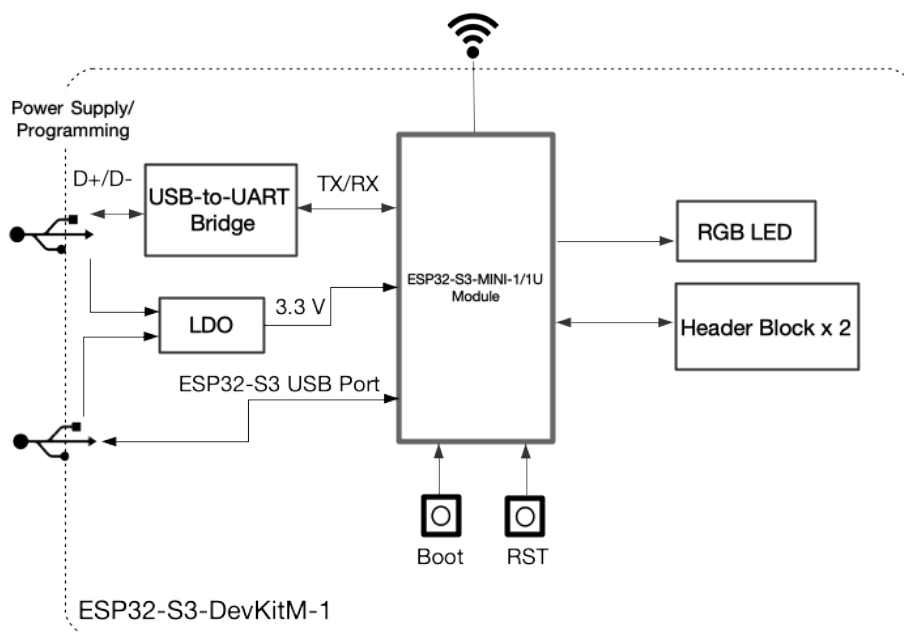 Power Supply/
Programming
D+/D-
USB-to-UART
Bridge
TX/RX
RGB LED
ESP32-S3-MINI-1/1U
Module
LDO
3.3 V
Header Block x 2
ESP32-S3 USB Port
Boot
RST
ESP32-S3-DevKitM-1